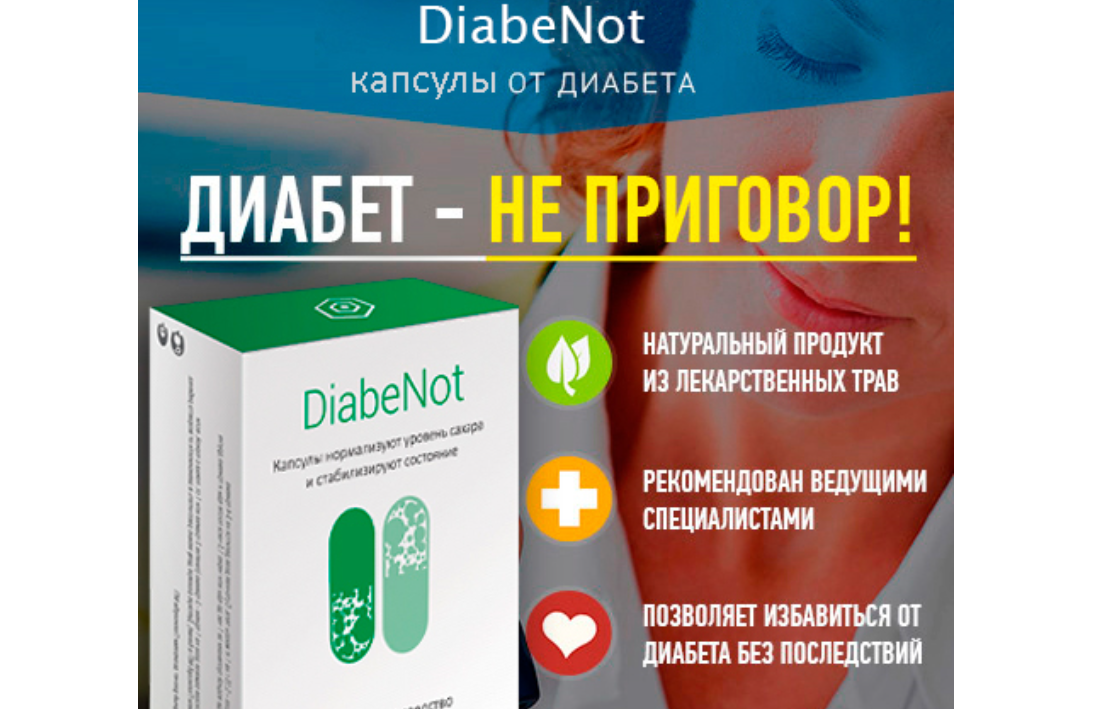 DiabeNot
капсулы ОТ ДИАБЕТА
ДИАБЕТ - НЕ ПРИГОВОР!
DiabeNot
Капсулы нормализуют уровень сахара
и стабилизируют состояние
НАТУРАЛЬНЫЙ ПРОДУКТ
ИЗ ЛЕКАРСТВЕННЫХ ТРАВ
РЕКОМЕНДОВАН ВЕДУЩИМИ
СПЕЦИАЛИСТАМИ
ПОЗВОЛЯЕТ ИЗБАВИТЬСЯ ОТ
ДИАБЕТА БЕЗ ПОСЛЕДСТВИЙ